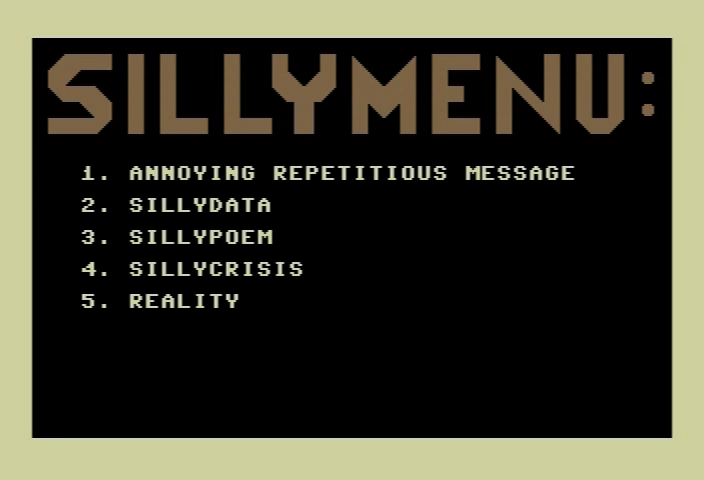 SILLYMENU:
1. ANNOYING REPETITIOUS MESSAGE
2. SILLYDATA
3. SILLYPOEM
4. SILLYCRISIS
5. REALITY